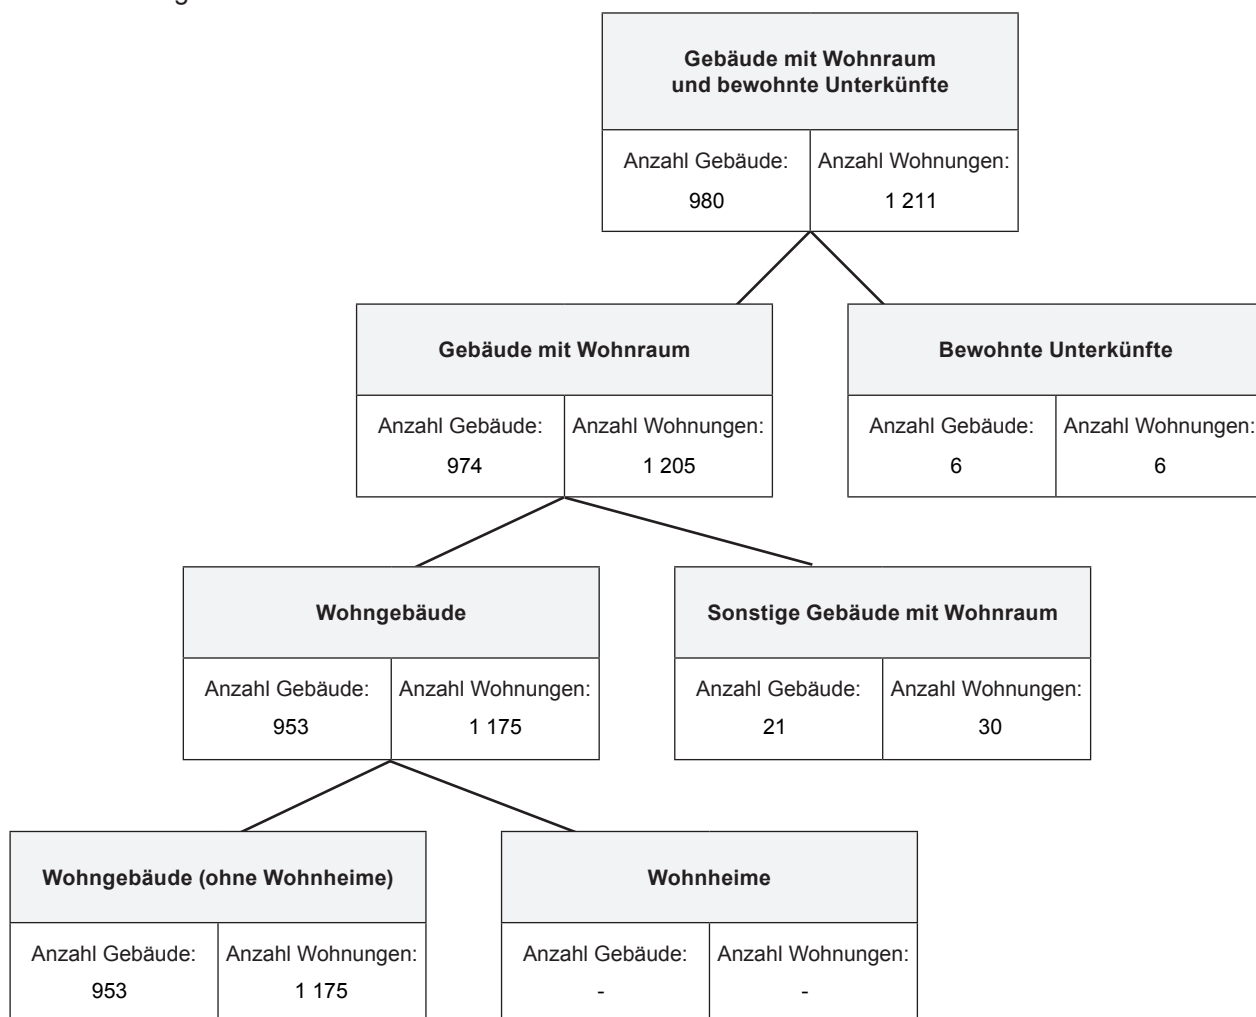 Gebäude mit Wohnraum
und bewohnte Unterkünfte
Anzahl Gebäude: Anzahl Wohnungen:
980 1 211
Gebäude mit Wohnraum Bewohnte Unterkünfte
Anzahl Gebäude: Anzahl Wohnungen: Anzahl Gebäude: Anzahl Wohnungen:
974 1 205 6 6
Wohngebäude Sonstige Gebäude mit Wohnraum
Anzahl Gebäude: Anzahl Wohnungen: Anzahl Gebäude: Anzahl Wohnungen:
953 1 175 21 30
Wohngebäude (ohne Wohnheime) Wohnheime
Anzahl Gebäude: Anzahl Wohnungen: Anzahl Gebäude: Anzahl Wohnungen:
953 1 175 - -